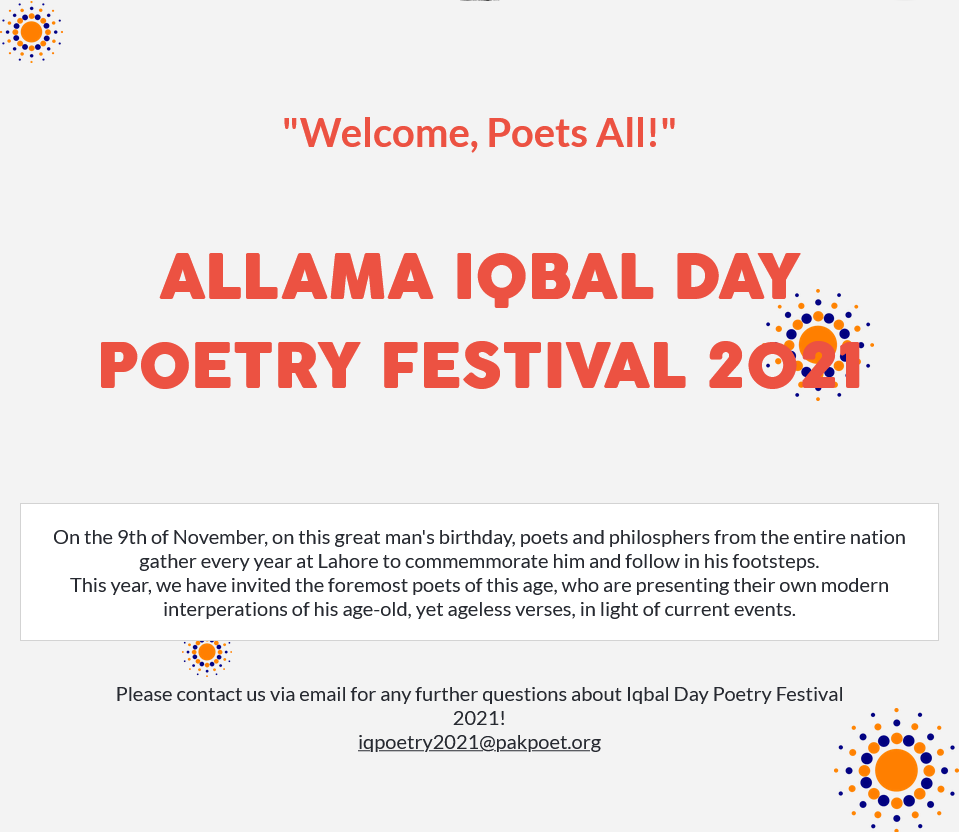 "Welcome, Poets All!"
ALLAMA IQBAL DAY
POETRY FESTIVAL 2021
On the 9th of November, on this great man's birthday, poets and philosphers from the entire nation
gather every year at Lahore to commemmorate him and follow in his footsteps.
This year, we have invited the foremost poets of this age, who are presenting their own modern
interperations of his age-old, yet ageless verses, in light of current events.
Please contact us via email for any further questions about Iqbal Day Poetry Festival
2021!
iqpoetry2021@pakpoet.org